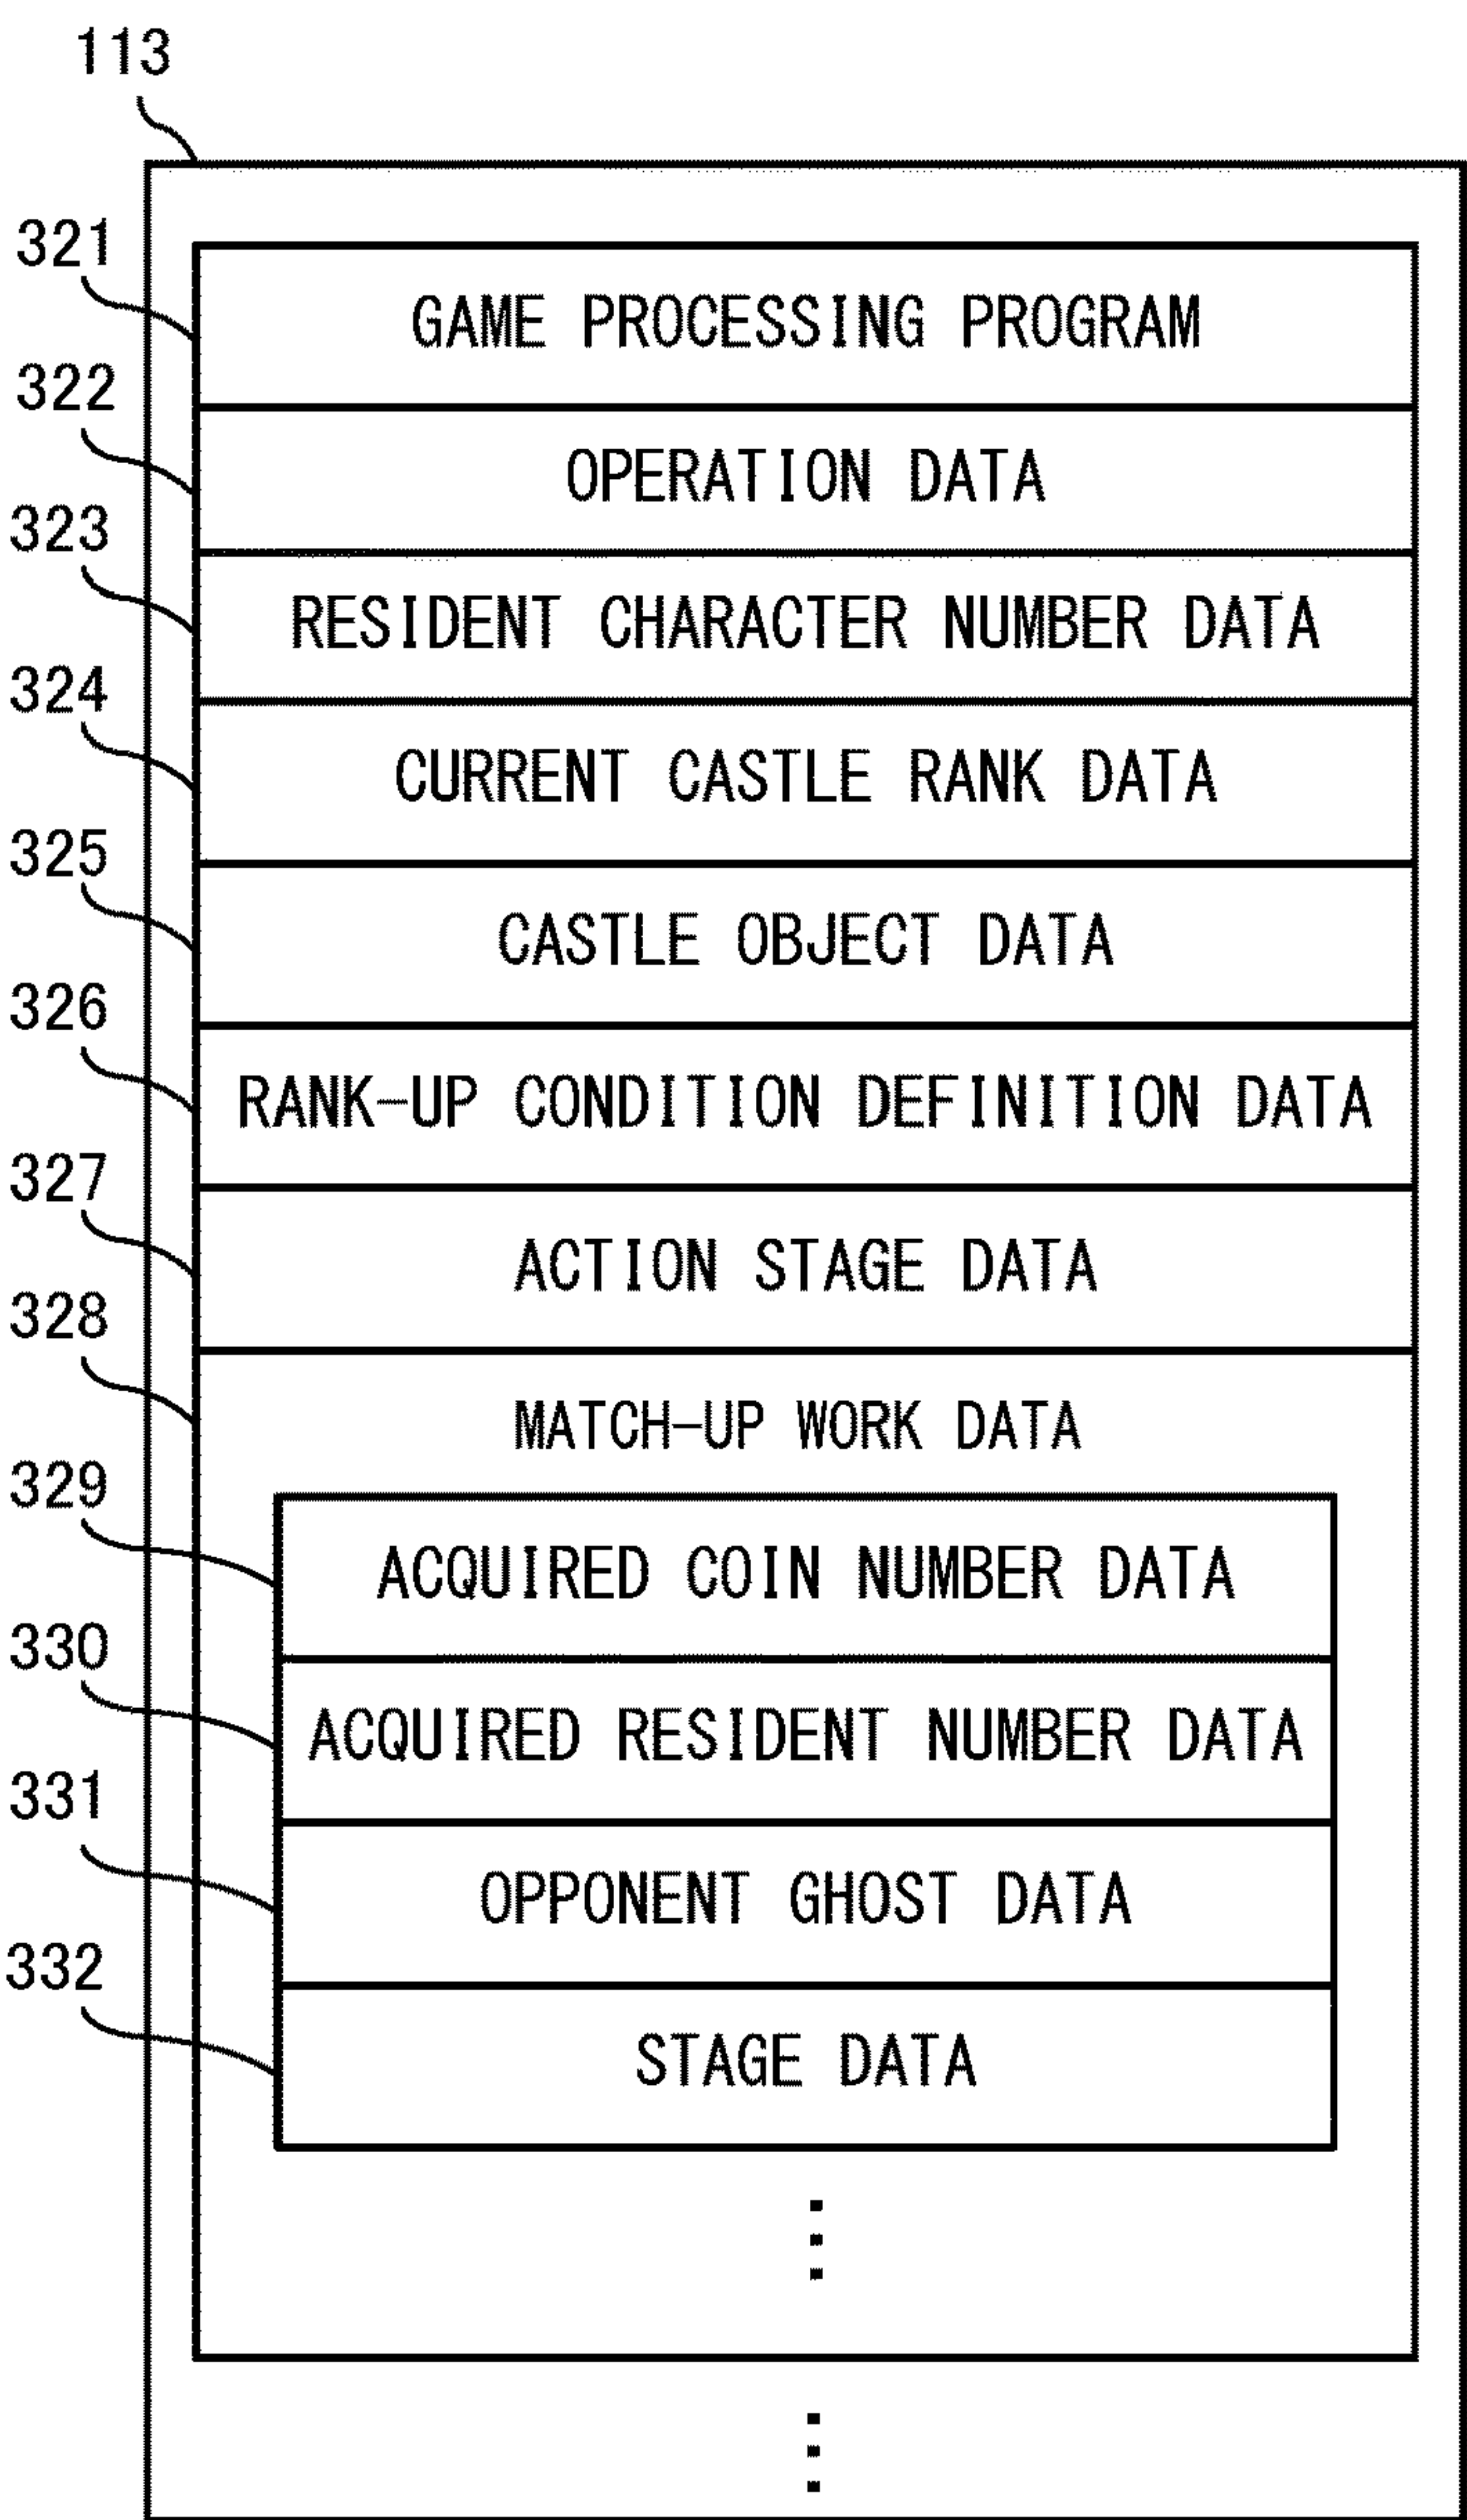 113
321
GAME PROCESSING PROGRAM
322
OPERATION DATA
323
RESIDENT CHARACTER NUMBER DATA
324
CURRENT CASTLE RANK DATA
325
CASTLE OBJECT DATA
326
RANK-UP CONDITION DEFINITION DATA
327
ACTION STAGE DATA
328
MATCH-UP WORK DATA
329
ACQUIRED COIN NUMBER DATA
330
ACQUIRED RESIDENT NUMBER DATA
331
OPPONENT GHOST DATA
332
STAGE DATA